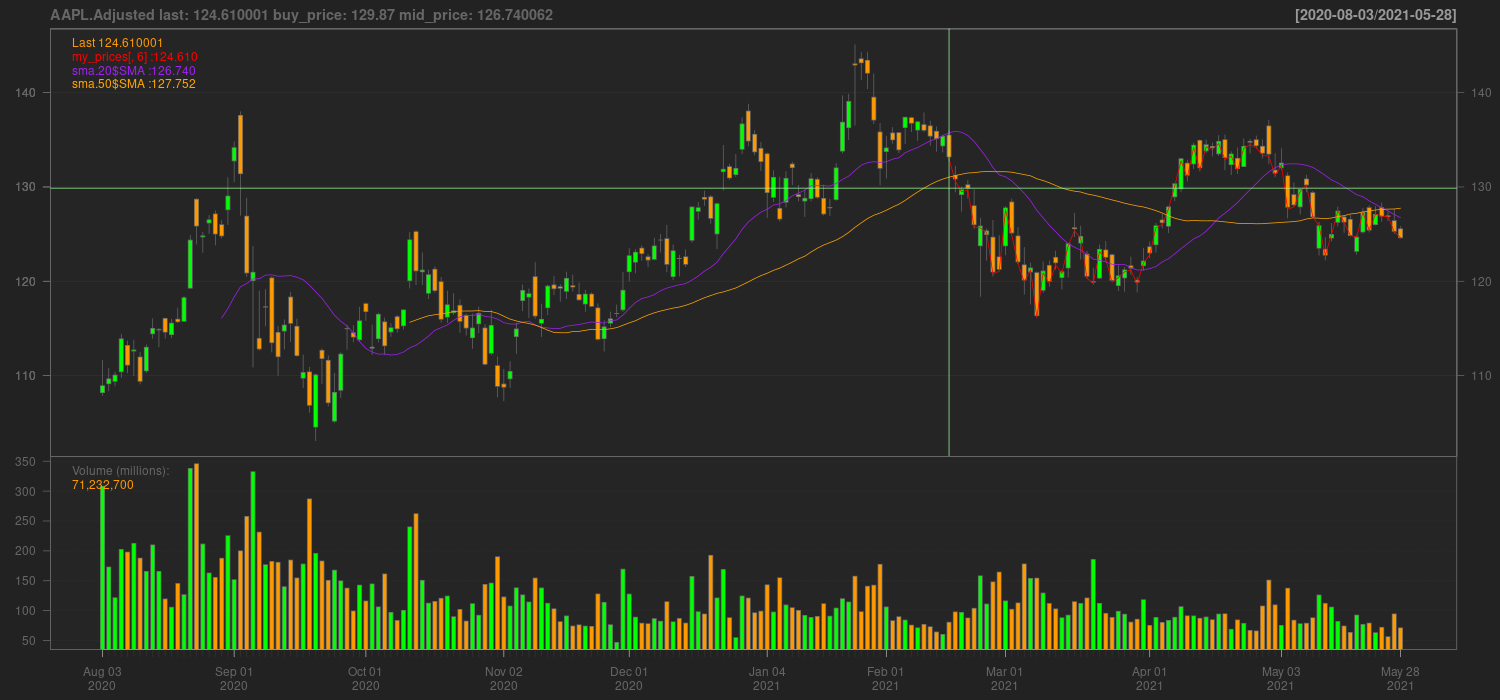 AAPL.Adjusted last: 124.610001 buy_price: 129.87 mid_price: 126.740062
[2020-08-03/2021-05-28]
Last 124.610001
my_prices[, 6] :124.610
sma.20$SMA :126.740
sma.50$SMA :127.752
140 140
130 130
120 120
110 110
Volume (millions):
71,232,700
350
300
250
200
150
100
50
Aug 03 Sep 01 Oct 01 Nov 02 Dec 01 Jan 04 Feb 01 Mar 01 Apr 01 May 03 May 28
2020 2020 2020 2020 2020 2021 2021 2021 2021 2021 2021